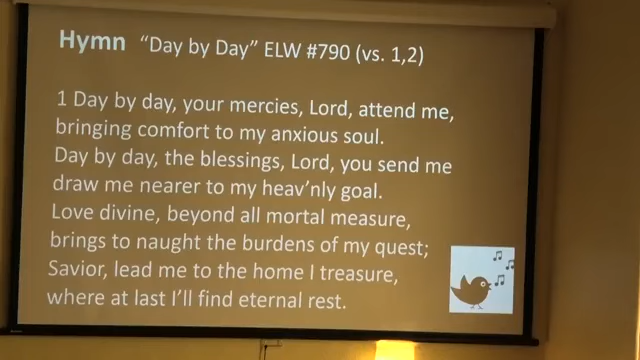 Hymn “Day by Day” ELW #790 (vs. 1,2)
1 Day by day, your mercies, Lord, attend me,
bringing comfort to my anxious soul.
Day by day, the blessings, Lord, you send me
draw me nearer to my heav’nly goal.
Love divine, beyond all mortal measure,
brings to naught the burdens of my quest;
Savior, lead me to the home I treasure,
where at last I’ll find eternal rest.